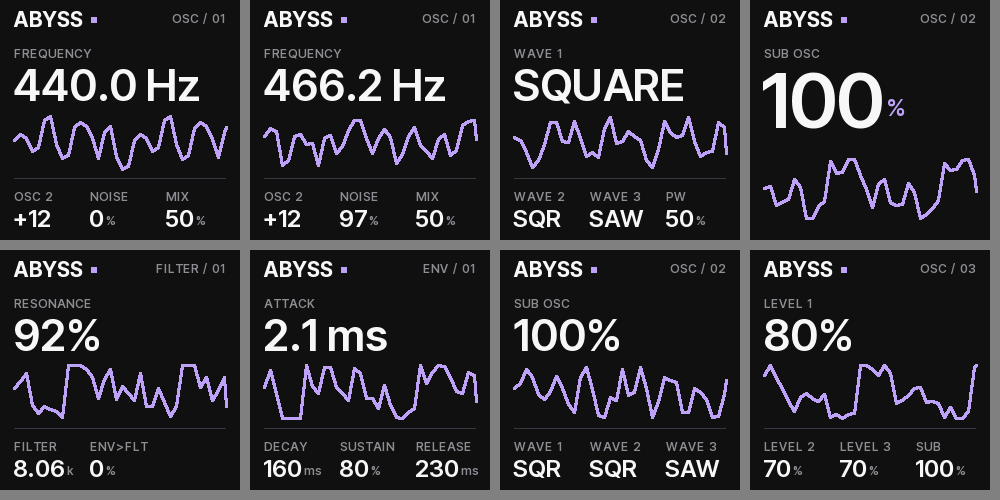 ABYSS OSC / 01
FREQUENCY
440.0 Hz
OSC 2 NOISE MIX
+12 0% 50%
ABYSS OSC / 01
FREQUENCY
466.2 Hz
OSC 2 NOISE MIX
+12 97% 50%
ABYSS OSC / 02
WAVE 1
SQUARE
WAVE 2 WAVE 3 PW
SQR SAW 50%
ABYSS OSC / 02
SUB OSC
100%
ABYSS FILTER / 01
RESONANCE
92%
FILTER ENV>FLT
8.06k 0%
ABYSS ENV / 01
ATTACK
2.1 ms
DECAY SUSTAIN RELEASE
160ms 80% 230ms
ABYSS OSC / 02
SUB OSC
100%
WAVE 1 WAVE 2 WAVE 3
SQR SQR SAW
ABYSS OSC / 03
LEVEL 1
80%
LEVEL 2 LEVEL 3 SUB
70% 70% 100%